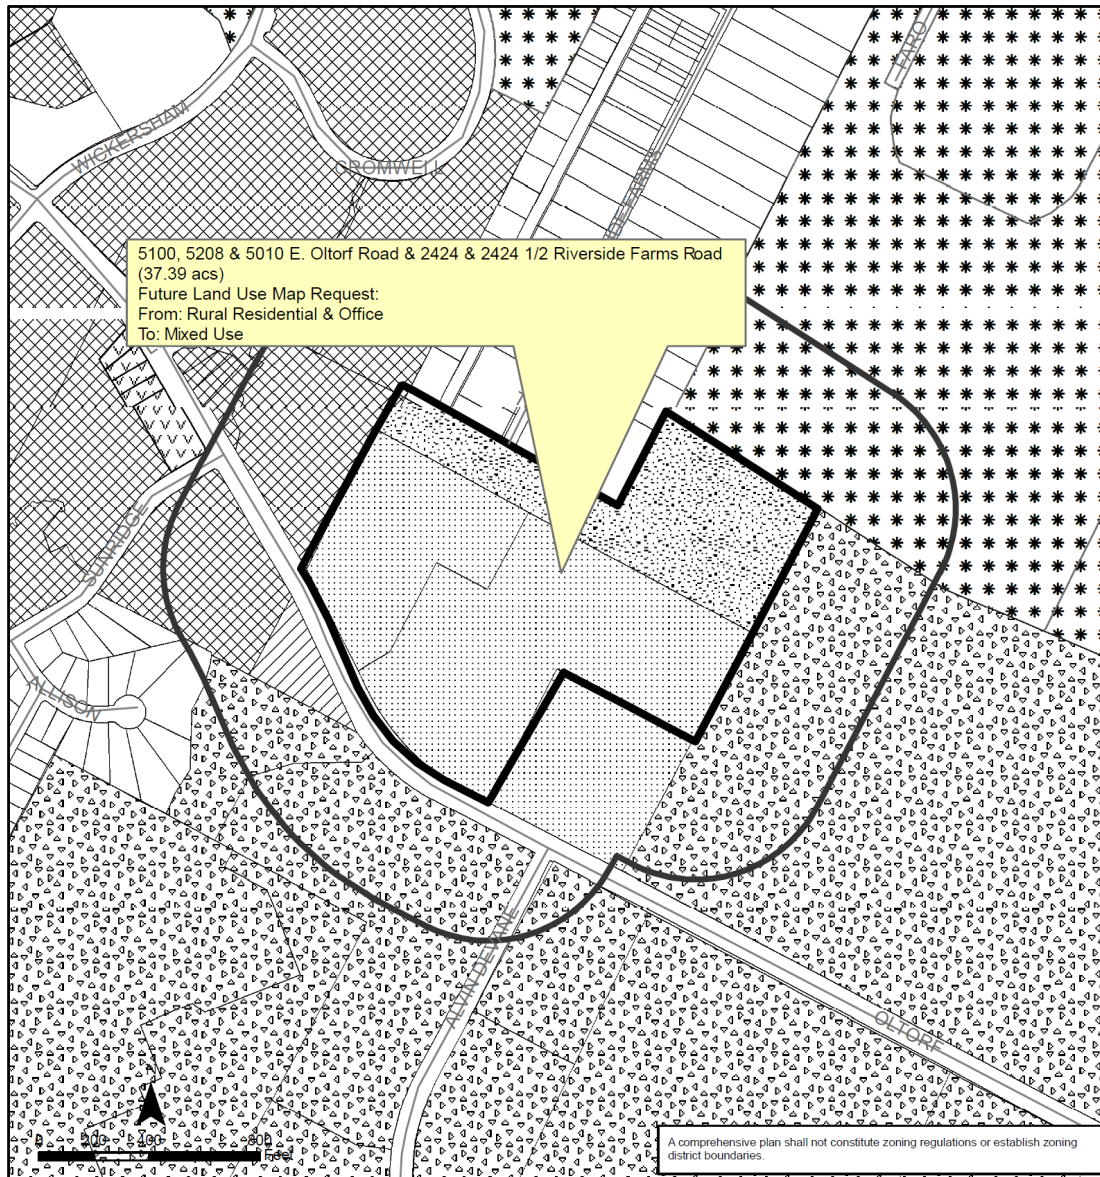 FARO
WICKERSHAM
CROMWELL
FARMS
5100, 5208 & 5010 E. Oltorf Road & 2424 & 2424 1/2 Riverside Farms Road
(37.39 acs)
Future Land Use Map Request:
From: Rural Residential & Office
To: Mixed Use
SUNRIDGE
ALLISON
ALVIN DEVANE
OLTORF
0 200 400 800
Feet
A comprehensive plan shall not constitute zoning regulations or establish zoning
district boundaries.